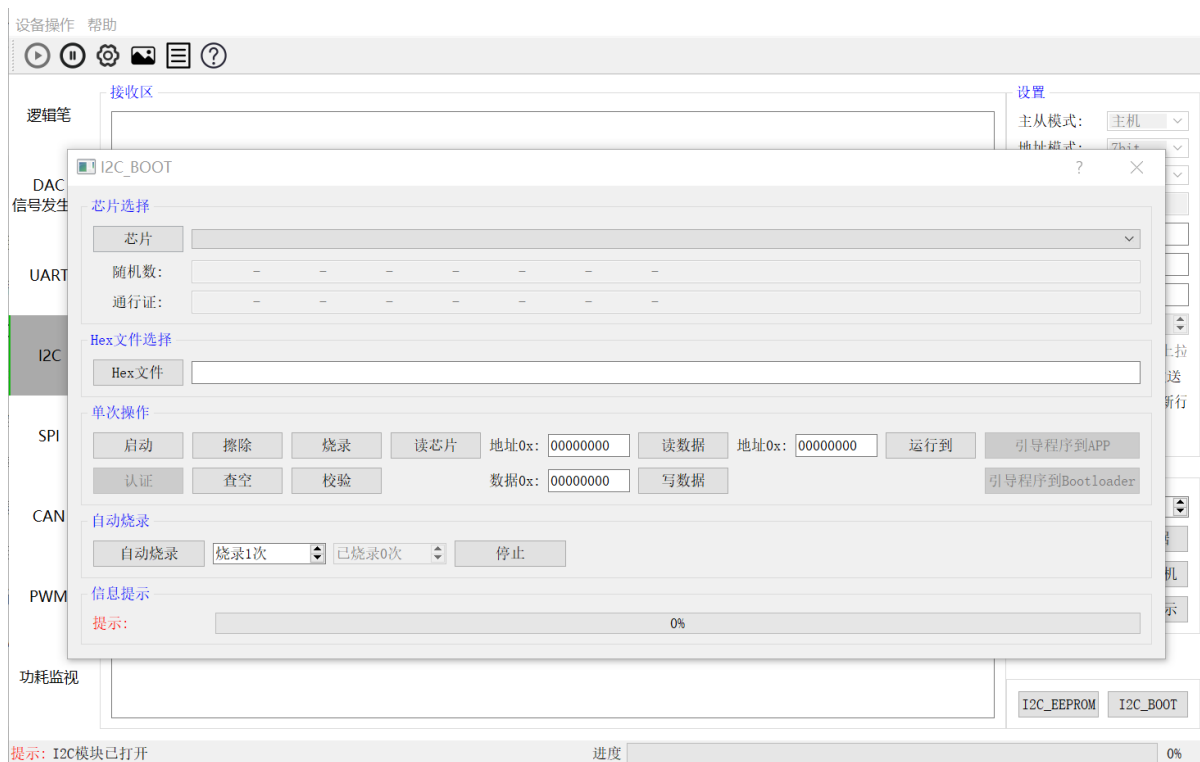 设备操作 帮助
接收区
设置
逻辑笔
主从模式: 主机
地址模式: 7bit
I2C_BOOT
?
DAC
信号发生
芯片选择
芯片
随机数: - - - - - - -
通行证: - - - - - - -
UART
Hex文件选择
Hex文件
I2C
上拉
送
新行
单次操作
启动 擦除 烧录 读芯片 地址0x: 00000000 读数据 地址0x: 00000000 运行到 引导程序到APP
认证 查空 校验 数据0x: 00000000 写数据 引导程序到Bootloader
SPI
CAN
自动烧录
自动烧录 烧录1次 已烧录0次 停止
机
示
PWM
信息提示
提示: 0%
功耗监视
I2C_EEPROM I2C_BOOT
提示: I2C模块已打开 进度 0%